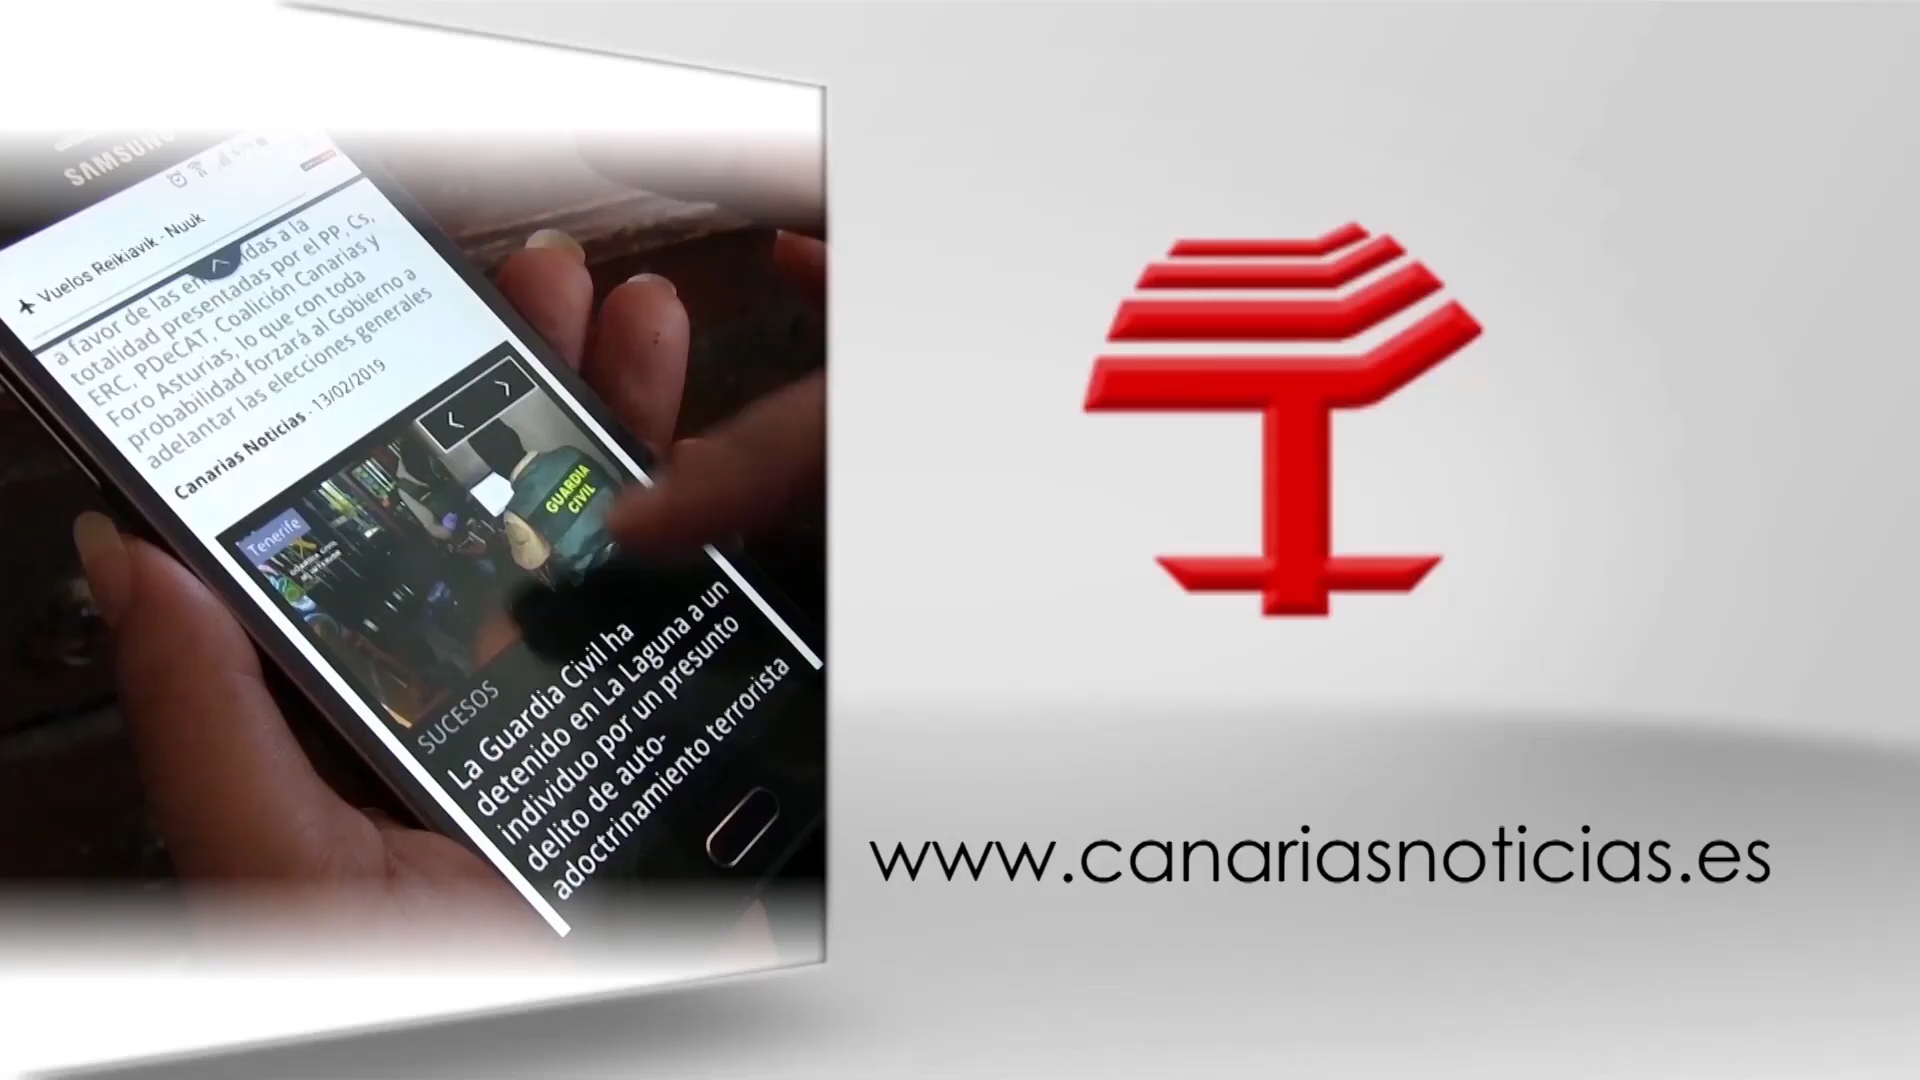 SAMSUNG
Vuelos Reikiavik - Nuuk
a favor de las en das a la
totalidad presentadas por el PP, Cs,
ERC, PDeCAT, Coalición Canarias y
Foro Asturias, lo que con toda
probabilidad forzará al Gobierno a
adelantar las elecciones generales
Canarias Noticias - 13/02/2019
Tenerife
GUARDIA
CIVIL
SUCESOS
La Guardia Civil ha
detenido en La Laguna a un
individuo por un presunto
delito de auto-
adoctrinamiento terrorista
www.canariasnoticias.es